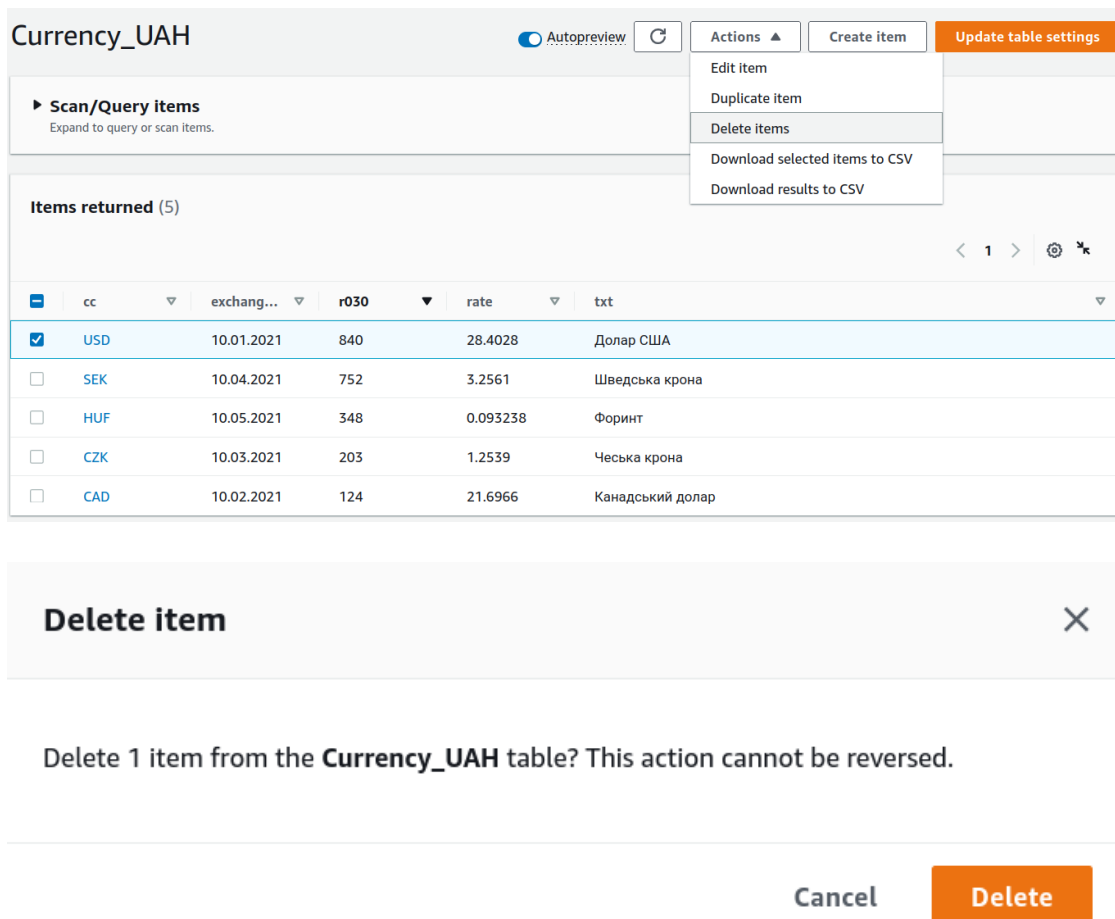 Currency_UAH
Autopreview
Actions
Create item
Update table settings
Edit item
Duplicate item
Delete items
Download selected items to CSV
Download results to CSV
Scan/Query items
Expand to query or scan items.
Items returned (5)
1
cc exchang... r030 rate txt
USD 10.01.2021 840 28.4028 Долар США
SEK 10.04.2021 752 3.2561 Шведська крона
HUF 10.05.2021 348 0.093238 Форинт
CZK 10.03.2021 203 1.2539 Чеська крона
CAD 10.02.2021 124 21.6966 Канадський долар
Delete item
Delete 1 item from the Currency_UAH table? This action cannot be reversed.
Cancel Delete